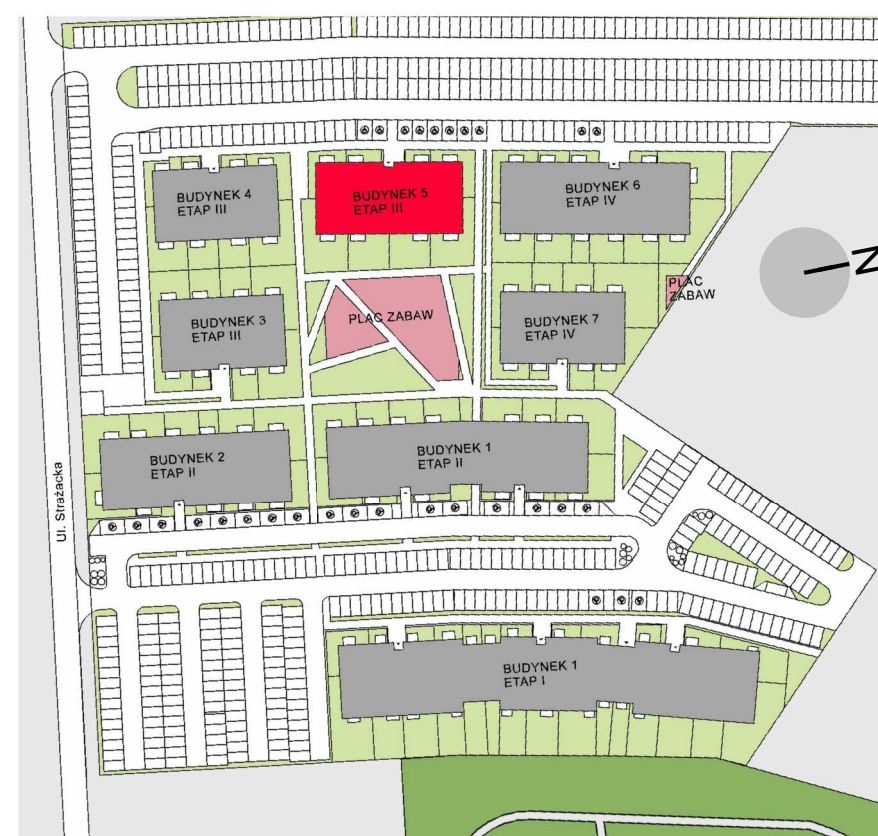 BUDYNEK 4
ETAP III
BUDYNEK 5
ETAP III
BUDYNEK 6
ETAP IV
N
PLAC
ZABAW
BUDYNEK 3
ETAP III
PLAC ZABAW
BUDYNEK 7
ETAP IV
BUDYNEK 2
ETAP II
BUDYNEK 1
ETAP II
Ul. Strażacka
BUDYNEK 1
ETAP I